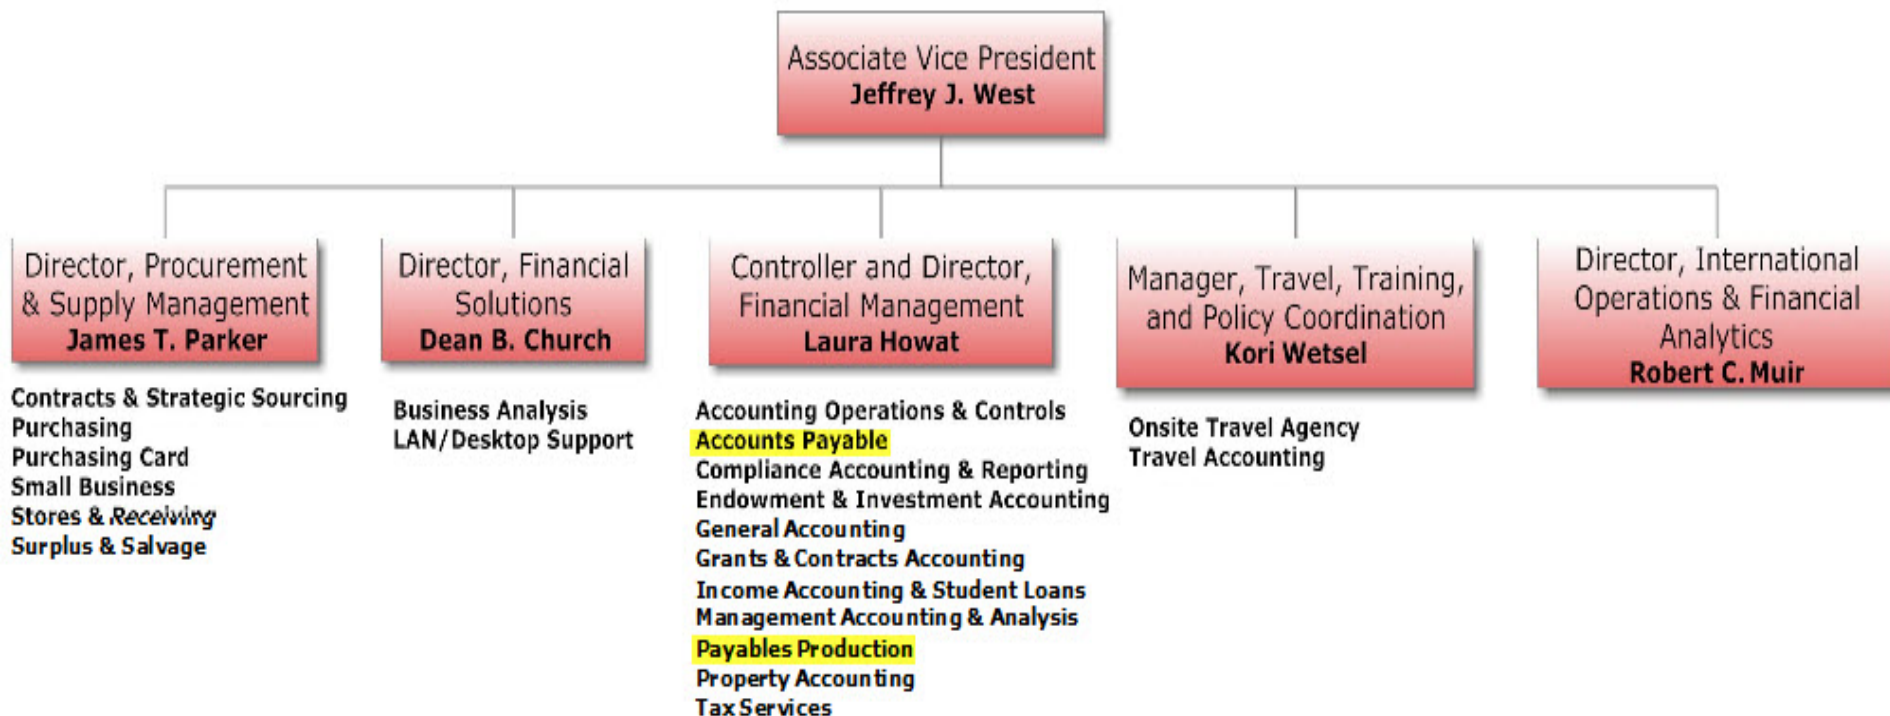 Associate Vice President
Jeffrey J. West
Director, Procurement
& Supply Management
James T. Parker
Contracts & Strategic Sourcing
Purchasing
Purchasing Card
Small Business
Stores & Receiving
Surplus & Salvage
Director, Financial
Solutions
Dean B. Church
Business Analysis
LAN/Desktop Support
Controller and Director,
Financial Management
Laura Howat
Accounting Operations & Controls
Accounts Payable
Compliance Accounting & Reporting
Endowment & Investment Accounting
General Accounting
Grants & Contracts Accounting
Income Accounting & Student Loans
Management Accounting & Analysis
Payables Production
Property Accounting
Tax Services
Manager, Travel, Training,
and Policy Coordination
Kori Wetsel
Onsite Travel Agency
Travel Accounting
Director, International
Operations & Financial
Analytics
Robert C. Muir